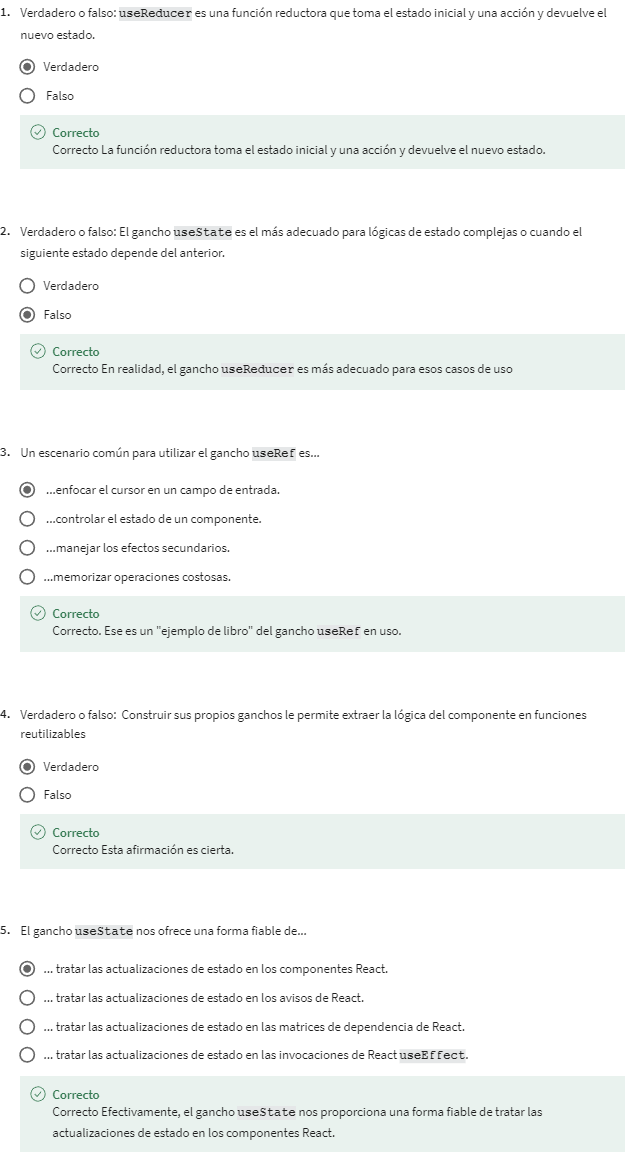 1. Verdadero o falso: useReducer es una función reductora que toma el estado inicial y una acción y devuelve el
nuevo estado.
Verdadero
Falso
Correcto
Correcto La función reductora toma el estado inicial y una acción y devuelve el nuevo estado.
2. Verdadero o falso: El gancho useState es el más adecuado para lógicas de estado complejas o cuando el
siguiente estado depende del anterior.
Verdadero
Falso
Correcto
Correcto En realidad, el gancho useReducer es más adecuado para esos casos de uso
3. Un escenario común para utilizar el gancho useRef es...
...enfocar el cursor en un campo de entrada.
...controlar el estado de un componente.
...manejar los efectos secundarios.
...memorizar operaciones costosas.
Correcto
Correcto. Ese es un "ejemplo de libro" del gancho useRef en uso.
4. Verdadero o falso: Construir sus propios ganchos le permite extraer la lógica del componente en funciones
reutilizables
Verdadero
Falso
Correcto
Correcto Esta afirmación es cierta.
5. El gancho useState nos ofrece una forma fiable de...
... tratar las actualizaciones de estado en los componentes React.
... tratar las actualizaciones de estado en los avisos de React.
... tratar las actualizaciones de estado en las matrices de dependencia de React.
... tratar las actualizaciones de estado en las invocaciones de React useEffect.
Correcto
Correcto Efectivamente, el gancho useState nos proporciona una forma fiable de tratar las
actualizaciones de estado en los componentes React.